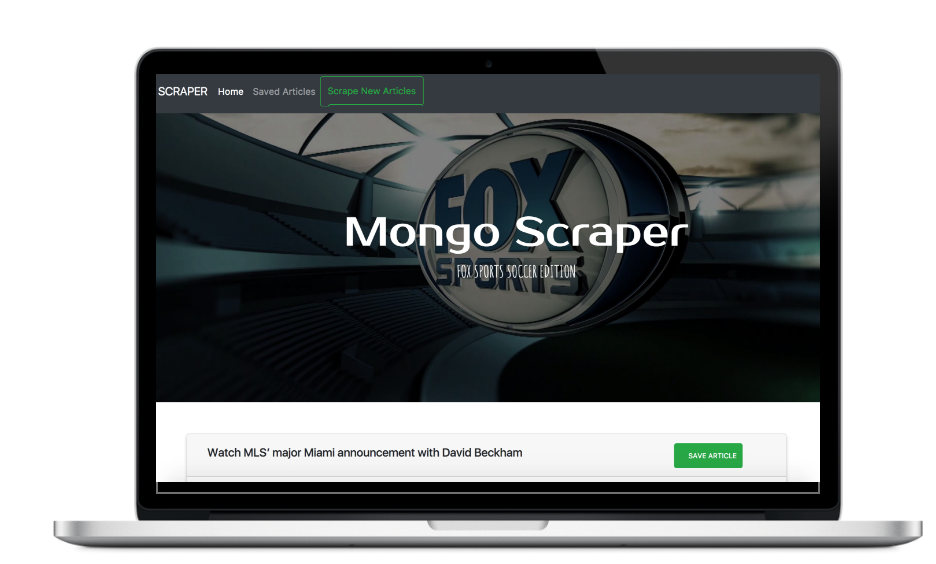 SCRAPER Home Saved Articles Scrape New Articles
FOX
SPORTS
Mongo Scraper
FOX SPORTS SOCCER EDITION
Watch MLS’ major Miami announcement with David Beckham SAVE ARTICLE